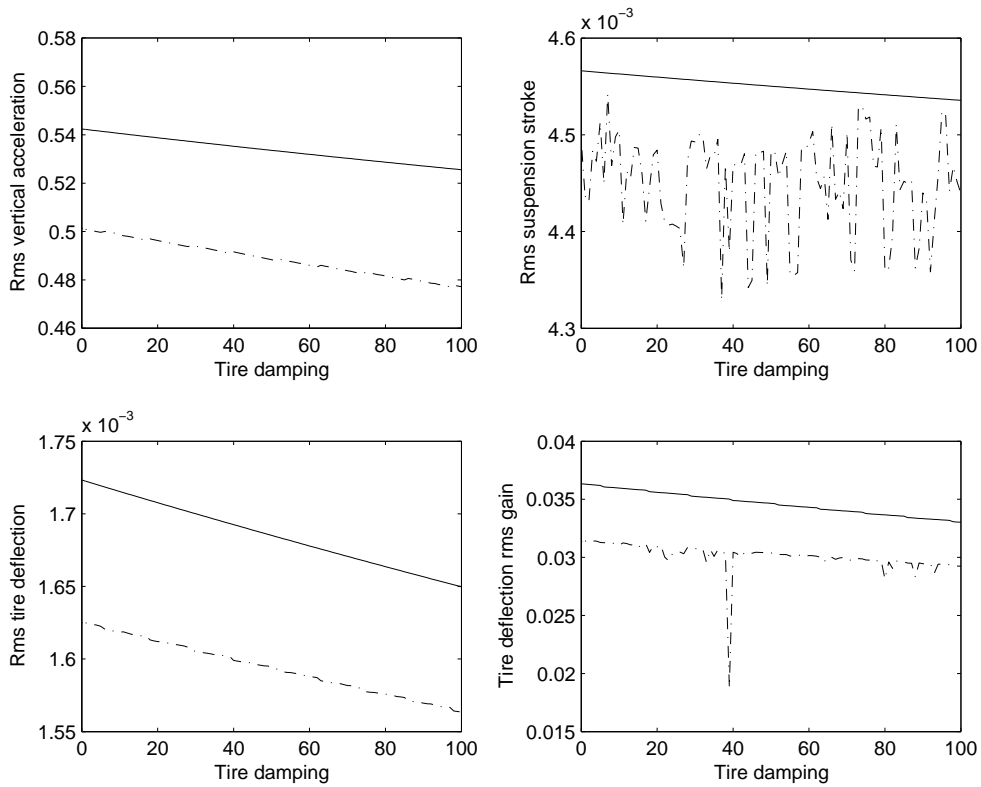 0.58
0.56
0.54
0.52
0.5
0.48
0.46
0 20 40 60 80 100
Rms vertical acceleration
Tire damping
x 10−3
4.6
4.5
4.4
4.3
0 20 40 60 80 100
Rms suspension stroke
Tire damping
x 10−3
1.75
1.7
1.65
1.6
1.55
0 20 40 60 80 100
Rms tire deflection
Tire damping
0.04
0.035
0.03
0.025
0.02
0.015
0 20 40 60 80 100
Tire deflection rms gain
Tire damping